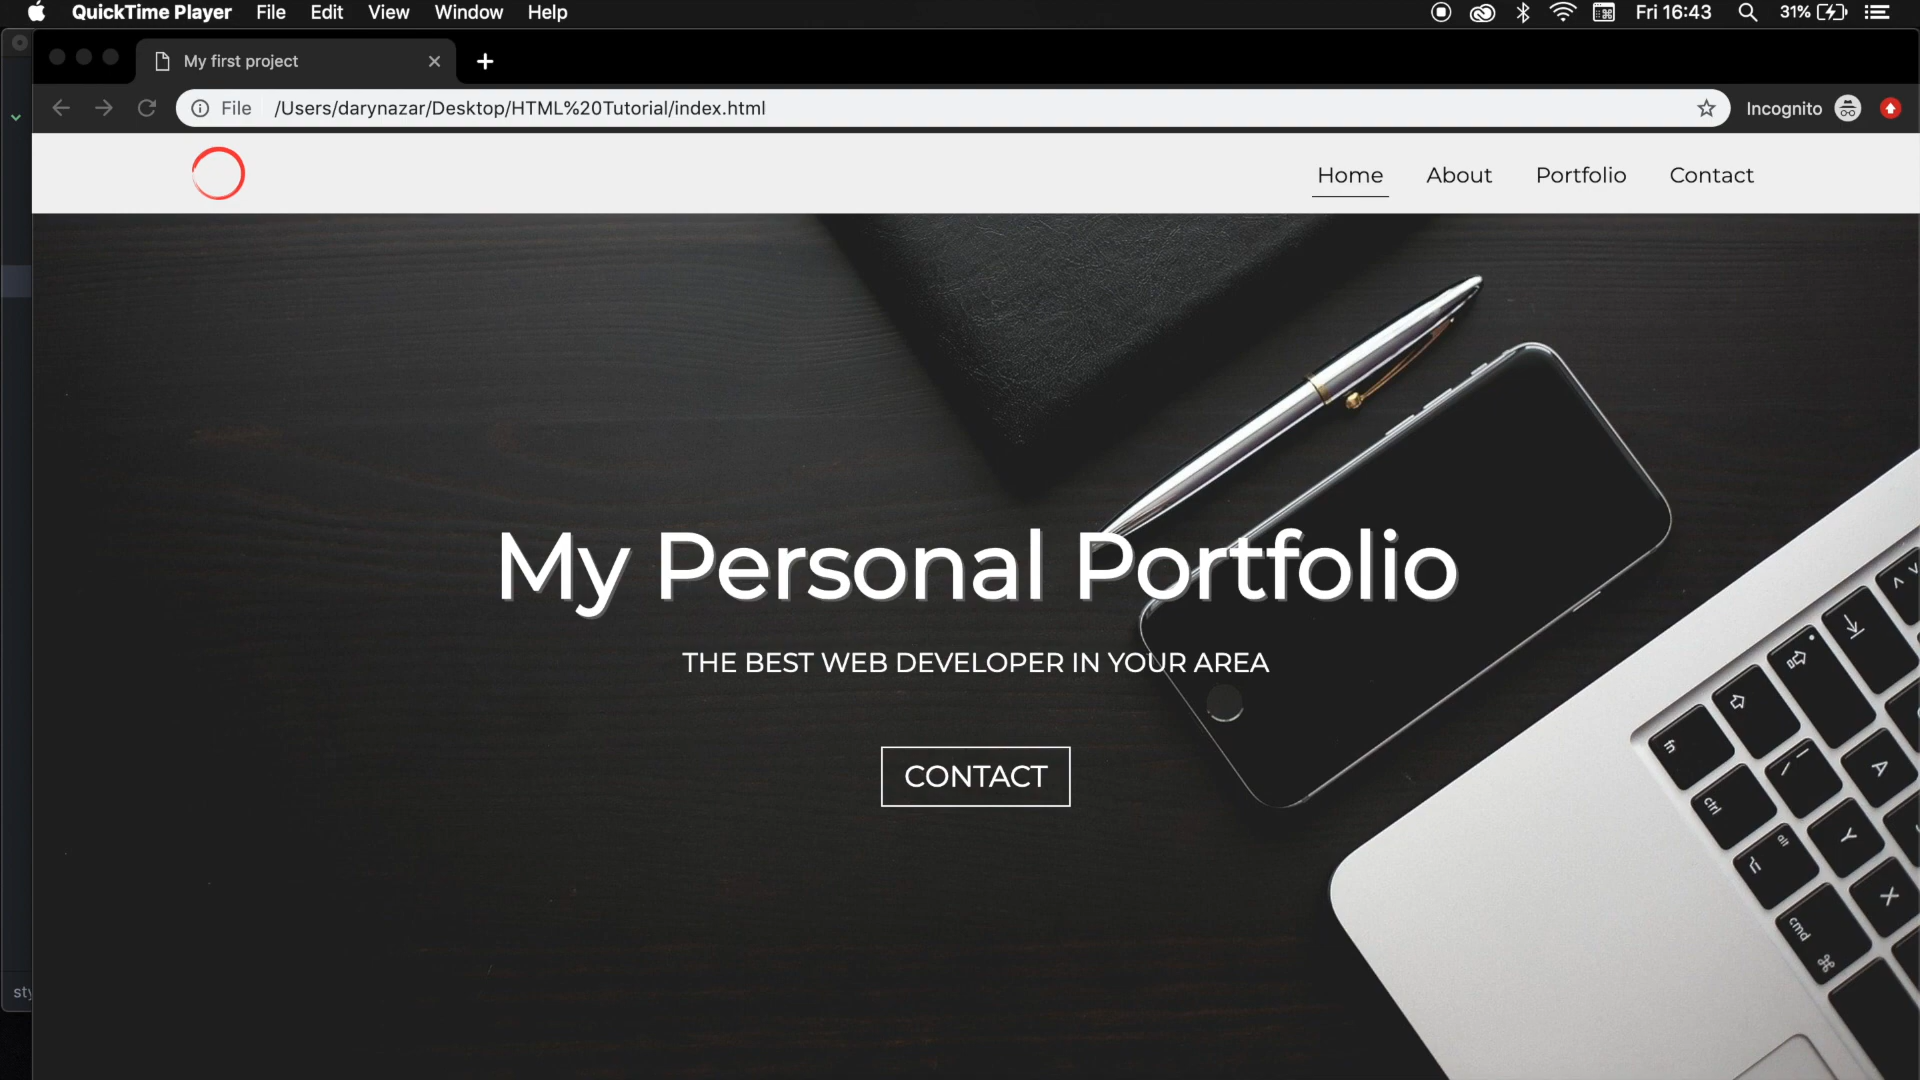 QuickTime Player File Edit View Window Help Fri 16:43 31%
My first project
File /Users/darynazar/Desktop/HTML%20Tutorial/index.html Incognito
Home About Portfolio Contact
My Personal Portfolio
THE BEST WEB DEVELOPER IN YOUR AREA
CONTACT
fn
A
ctrl
Y
alt
X
cmd ⌘
sty